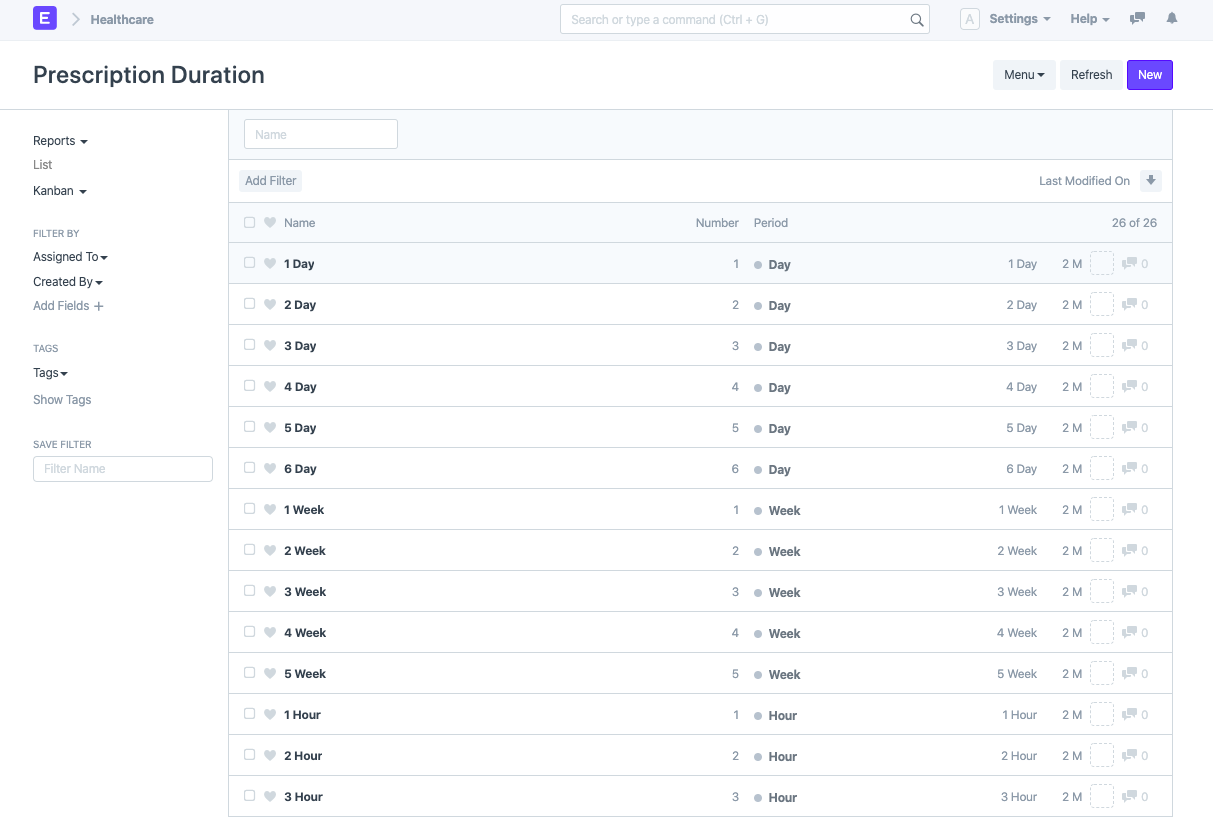 E Healthcare Search or type a command (Ctrl + G) A Settings Help
Prescription Duration Menu Refresh New
Reports
List
Kanban
FILTER BY
Assigned To
Created By
Add Fields +
TAGS
Tags
Show Tags
SAVE FILTER
Filter Name
Name
Add Filter Last Modified On
Name Number Period 26 of 26
1 Day 1 Day 1 Day 2 M 0
2 Day 2 Day 2 Day 2 M 0
3 Day 3 Day 3 Day 2 M 0
4 Day 4 Day 4 Day 2 M 0
5 Day 5 Day 5 Day 2 M 0
6 Day 6 Day 6 Day 2 M 0
1 Week 1 Week 1 Week 2 M 0
2 Week 2 Week 2 Week 2 M 0
3 Week 3 Week 3 Week 2 M 0
4 Week 4 Week 4 Week 2 M 0
5 Week 5 Week 5 Week 2 M 0
1 Hour 1 Hour 1 Hour 2 M 0
2 Hour 2 Hour 2 Hour 2 M 0
3 Hour 3 Hour 3 Hour 2 M 0